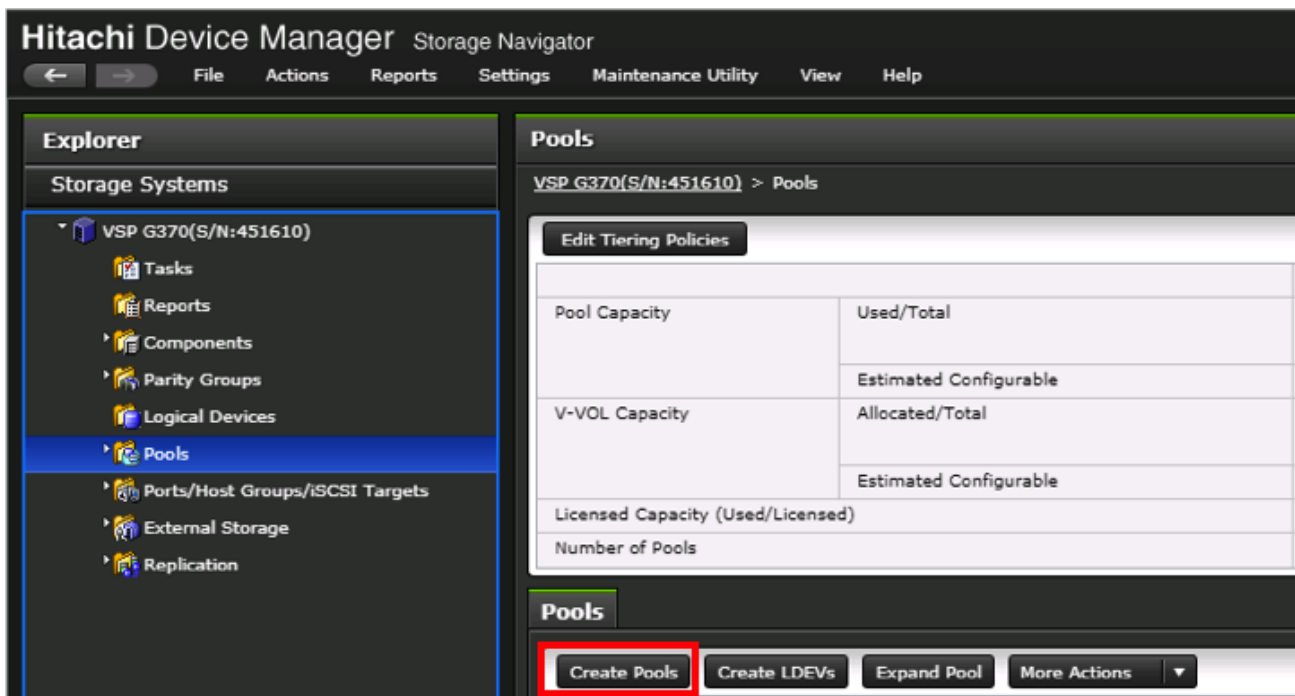 Hitachi Device Manager Storage Navigator
File Actions Reports Settings Maintenance Utility View Help
Explorer
Storage Systems
VSP G370(S/N:451610)
Tasks
Reports
Components
Parity Groups
Logical Devices
Pools
Ports/Host Groups/iSCSI Targets
External Storage
Replication
Pools
VSP G370(S/N:451610) > Pools
Edit Tiering Policies
Pool Capacity Used/Total
Estimated Configurable
V-VOL Capacity Allocated/Total
Estimated Configurable
Licensed Capacity (Used/Licensed)
Number of Pools
Pools
Create Pools Create LDEVs Expand Pool More Actions